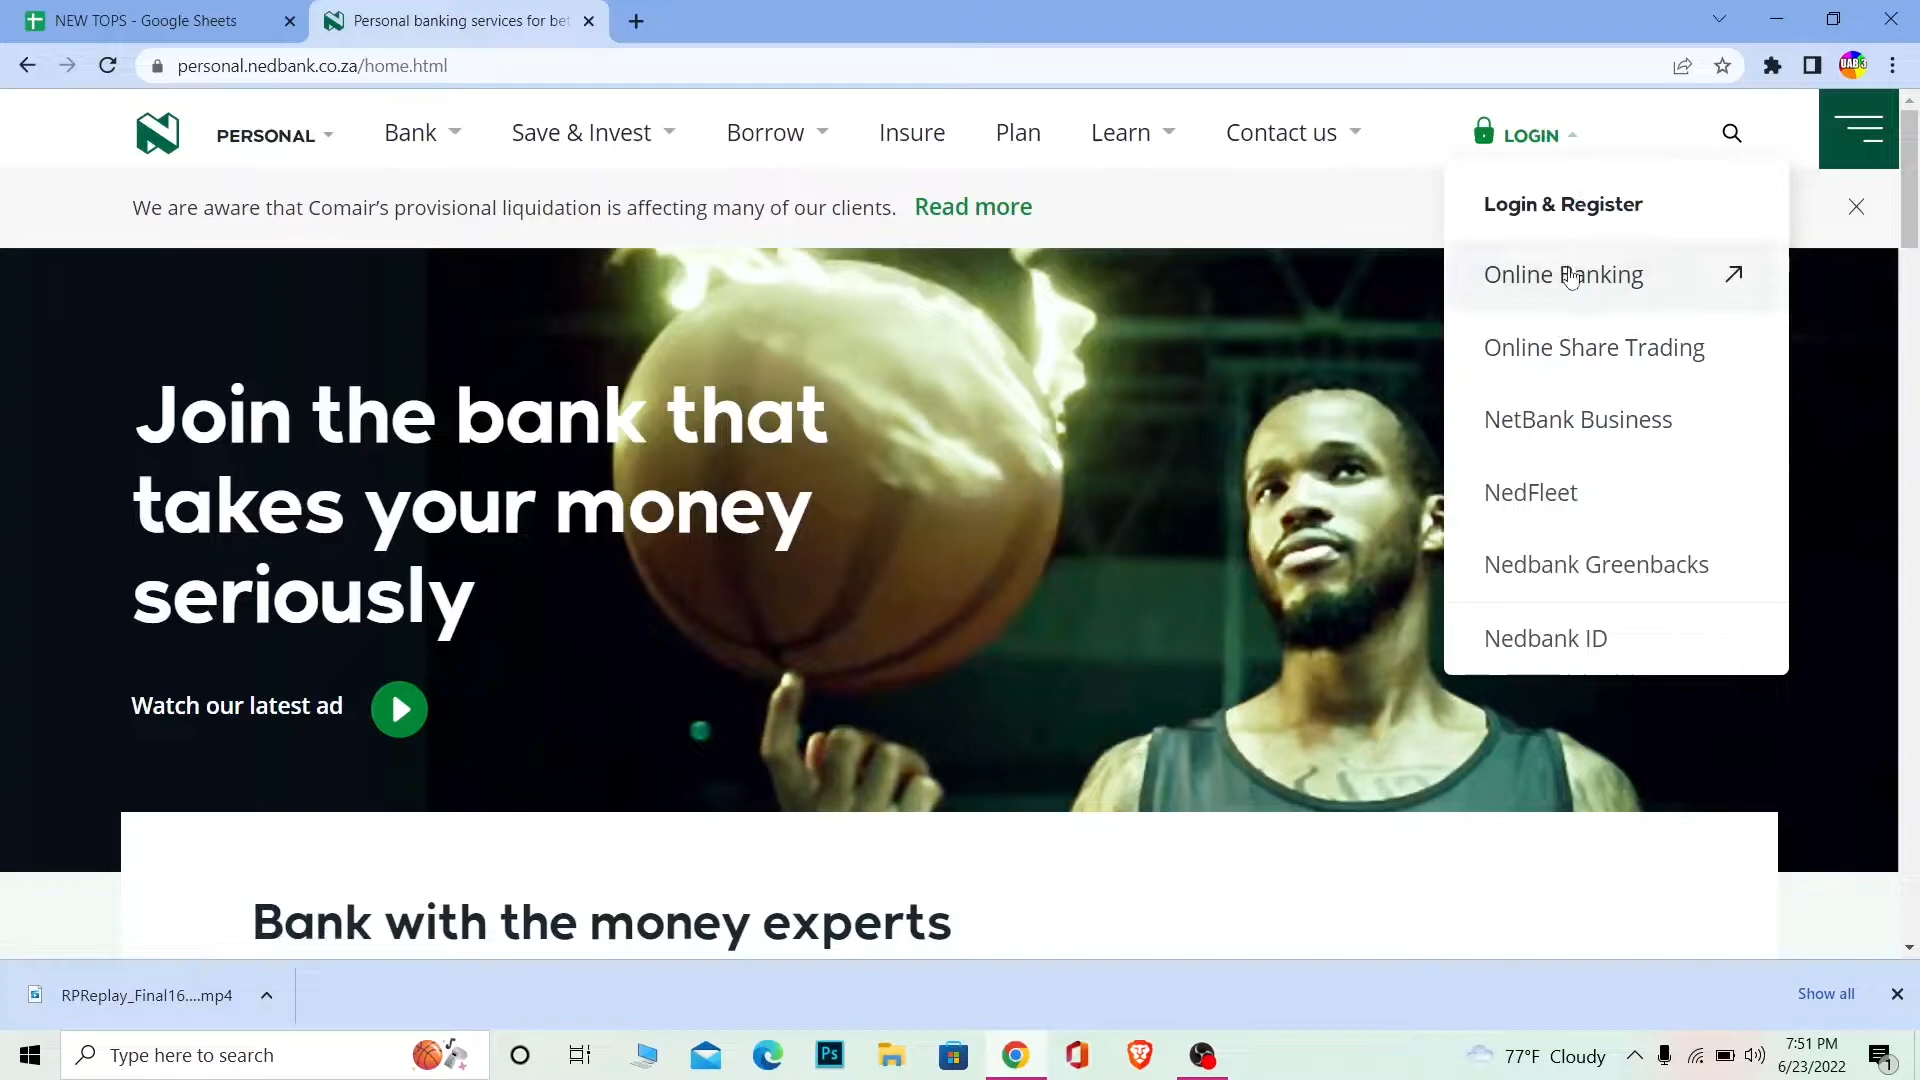 NEW TOPS - Google Sheets
Personal banking services for bet
personal.nedbank.co.za/home.html
UAB 3
PERSONAL
Bank
Save & Invest
Borrow
Insure
Plan
Learn
Contact us
LOGIN
We are aware that Comair's provisional liquidation is affecting many of our clients. Read more
Login & Register
Online Banking
Online Share Trading
NetBank Business
NedFleet
Nedbank Greenbacks
Nedbank ID
Join the bank that
takes your money
seriously
Watch our latest ad
Bank with the money experts
RPReplay_Final16....mp4
Show all
Type here to search
Ps
77°F Cloudy
7:51 PM
6/23/2022
1